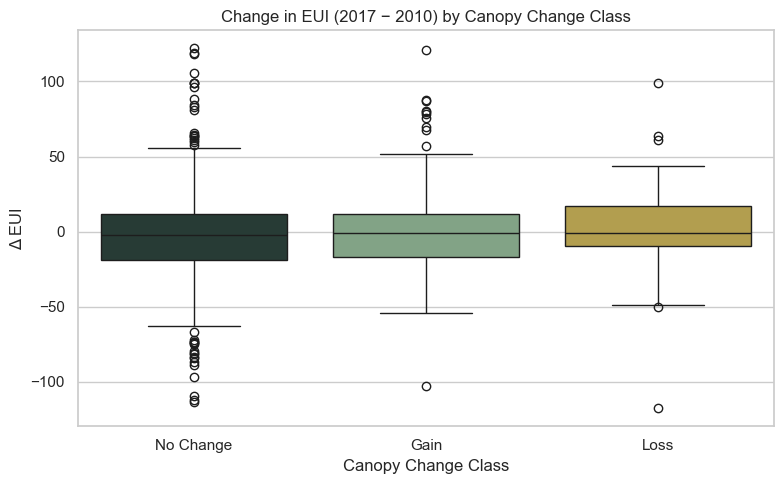 Change in EUI (2017 − 2010) by Canopy Change Class
Δ EUI
100
50
0
−50
−100
No Change
Gain
Loss
Canopy Change Class